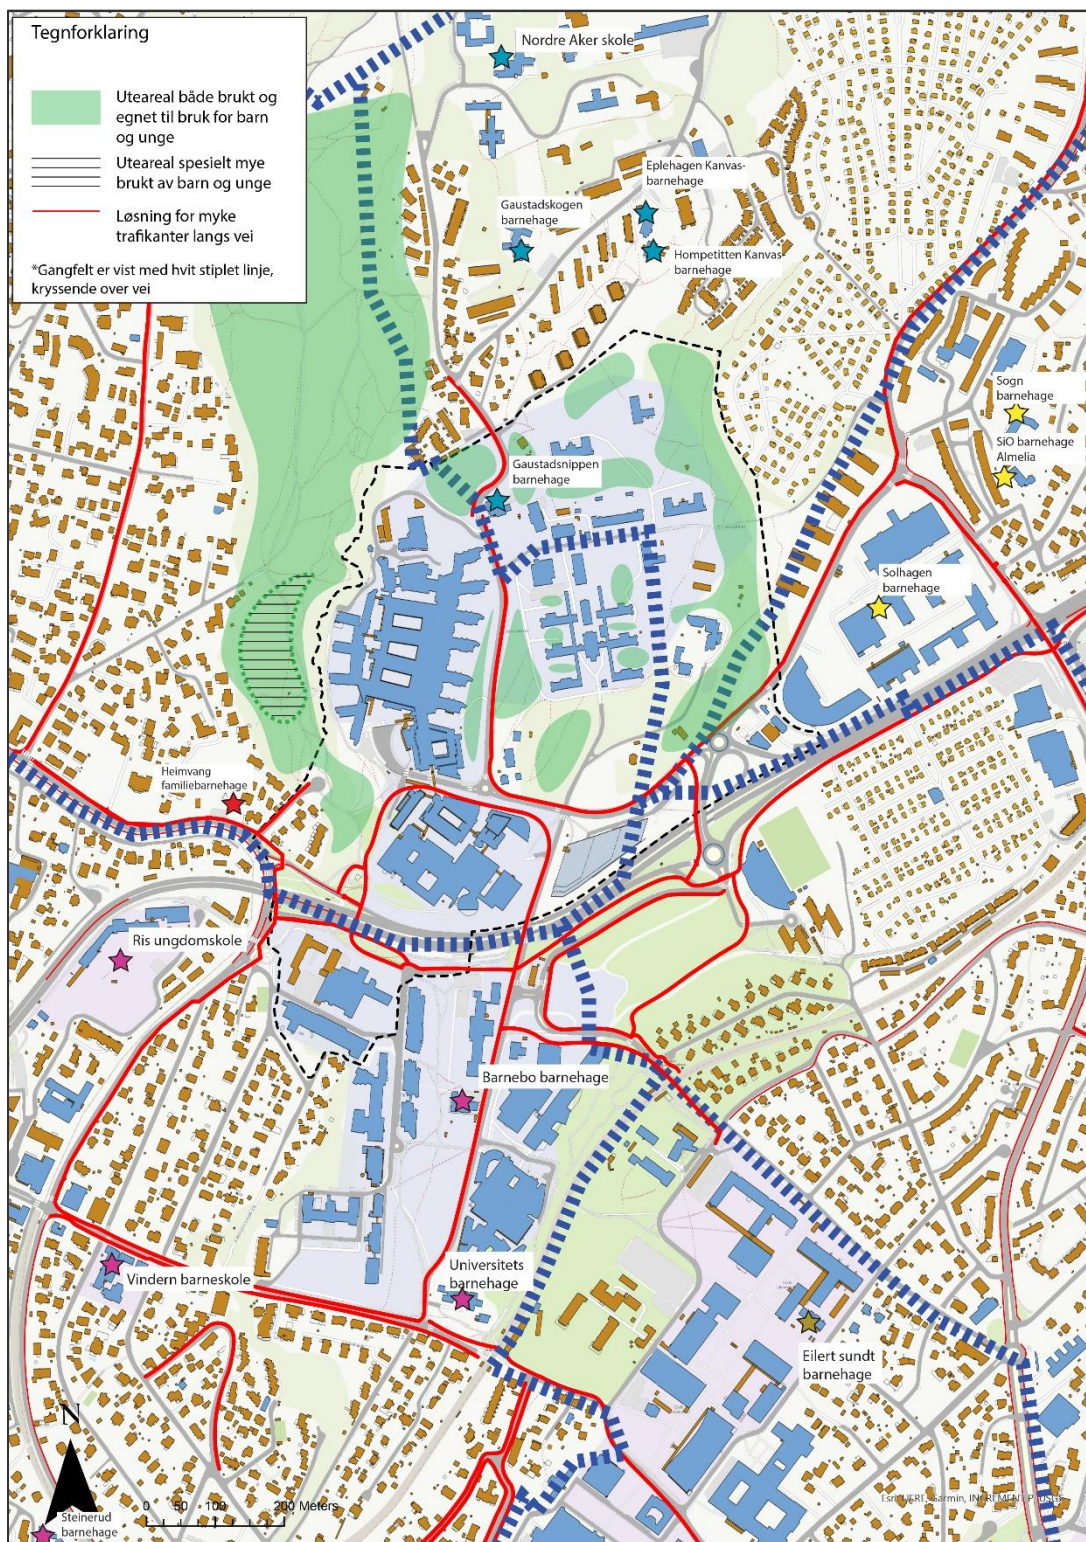 Tegnforklaring
Uteareal både brukt og
egnet til bruk for barn
og unge
Uteareal spesielt mye
brukt av barn og unge
Løsning for myke
trafikanter langs vei
*Gangfelt er vist med hvit stiplet linje,
kryssende over vei
Nordre Aker skole
Eplehagen Kanvas-
barnehage
Gaustadskogen
barnehage
Hompetitten Kanvas-
barnehage
Sogn
barnehage
SiO barnehage
Almelia
Gaustadsnippen
barnehage
Solhagen
barnehage
Heimvang
familiebarnehage
Ris ungdomskole
Barnebo barnehage
Vindern barneskole
Universitets
barnehage
Eilert sundt
barnehage
N
0 50 100 200 Meters
Steinerud
barnehage